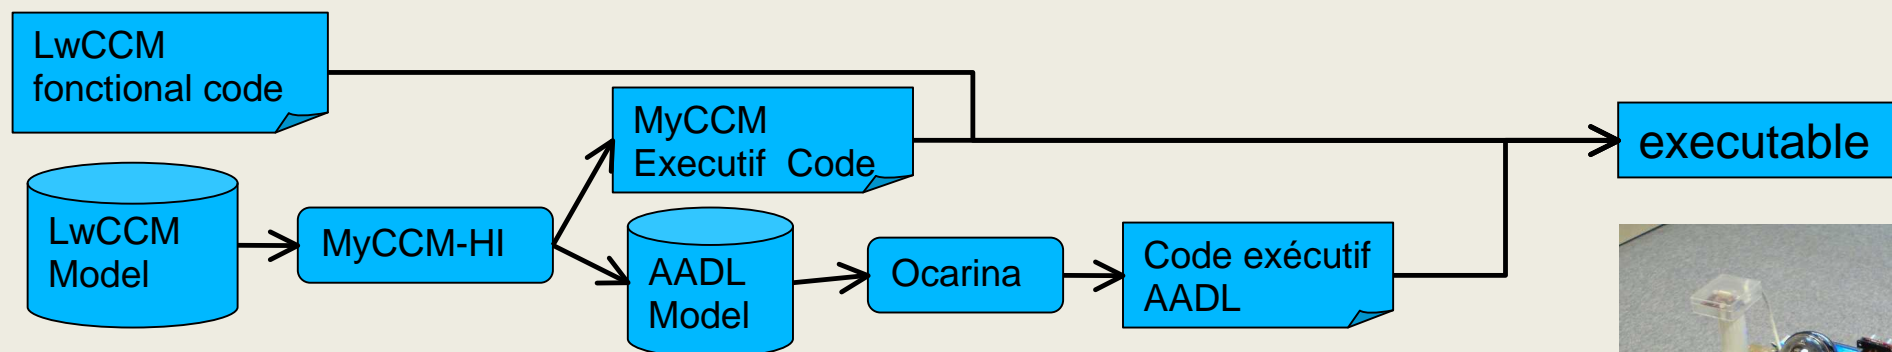 LwCCM
fonctional code
MyCCM
Executif Code
executable
LwCCM
Model
MyCCM-HI
AADL
Model
Ocarina
Code exécutif
AADL